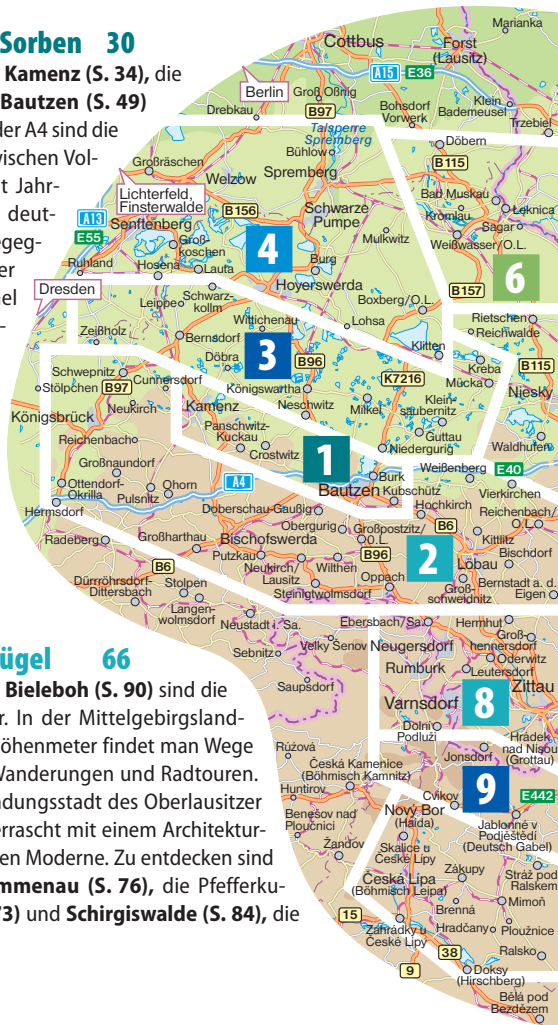 Sorben 30
Kamenz (S. 34), die
Bautzen (S. 49)
der A4 sind die
wischen Vol-
t Jahr-
deut-
egeg-
er
nel
-
ügel 66
Bieleboh (S. 90) sind die
r. In der Mittelgebirgsland-
öhenmeter findet man Wege
Wanderungen und Radtouren.
ndungsstadt des Oberlausitzer
errascht mit einem Architektur-
en Moderne. Zu entdecken sind
mmenau (S. 76), die Pfefferku-
73) und Schirgiswalde (S. 84), die
Marianka
Cottbus
Forst
(Lausitz)
A15
E36
Berlin
Groß Oßnig
Drebkau
B97
Bohsdorf
Vorwerk
Klein
Bademeusel
Trzebiel
Talsperre
Spremberg
Döbern
Bühlow
Großräschen
Welzow
Spremberg
B115
Bad Muskau
Lichterfeld,
Finsterwalde
Kromlau
Łęknica
Sagar
A13
B156
Schwarze
Pumpe
Senftenberg
E55
Groß-
koschen
4
Mulkwitz
Weißwasser/O.L.
Ruhland
Hosena
Lauta
Burg
Hoyerswerda
6
B157
Dresden
Leippe
Schwarz-
kollm
Boxberg/O.L.
Wittichenau
Lohsa
Rietschen
Reichwalde
Zeißholz
Bernsdorf
3
Klitten
Döbra
B96
Kreba
B115
Schwepnitz
Cunnersdorf
K7216
Mücka
Niesky
Stölpchen
B97
Königswartha
Klein-
saubernitz
Königsbrück
Neukirch
Kamenz
Neschwitz
Milkel
Panschwitz-
Kuckau
Guttau
Reichenbach
Crostwitz
Niedergurig
Waldhufen
Großnaundorf
1
Weißenberg
E40
Ottendorf-
Okrilla
Ohorn
A4
Burk
Pulsnitz
Bautzen
Kubschütz
Vierkirchen
Hermsdorf
Doberschau-Gaußig
Hochkirch
Reichenbach/
O.L.
Obergurig
Großpostwitz/
O.L.
B6
Radeberg
Großharthau
Bischofswerda
Kittlitz
Putzkau
B96
2
Bischdorf
B6
Neukirch/
Lausitz
Wilthen
Löbau
Dürrröhrsdorf-
Dittersbach
Stolpen
Oppach
Groß-
schweidnitz
Bernstadt a. d.
Eigen
Steinigtwolmsdorf
Langen-
wolmsdorf
Neustadt i. Sa.
Ebersbach/Sa.
Herrnhut
Groß-
hennersdorf
Sebnitz
Velky Šenov
Neugersdorf
Oderwitz
Rumburk
Leutersdorf
Saupsdorf
Zittau
8
Varnsdorf
Dolní
Podluží
Hrádek
nad Nisou
(Grottau)
Růžová
Jonsdorf
Česká Kamenice
(Böhmisch Kamnitz)
9
Huntirov
Cvikov
E442
Nový Bor
(Haida)
Benešov nad
Ploučnicí
Jablonné v
Podještědí
(Deutsch Gabel)
Žandov
Skalice u
České Lípy
Zákupy
Stráž pod
Ralskem
Česká Lípa
(Böhmisch Leipa)
Mimoň
Brenná
15
Hradčany
Ploužnice
Zahrádky u
České Lípy
38
Ralsko
9
Doksy
(Hirschberg)
Bělá pod
Bezdězem